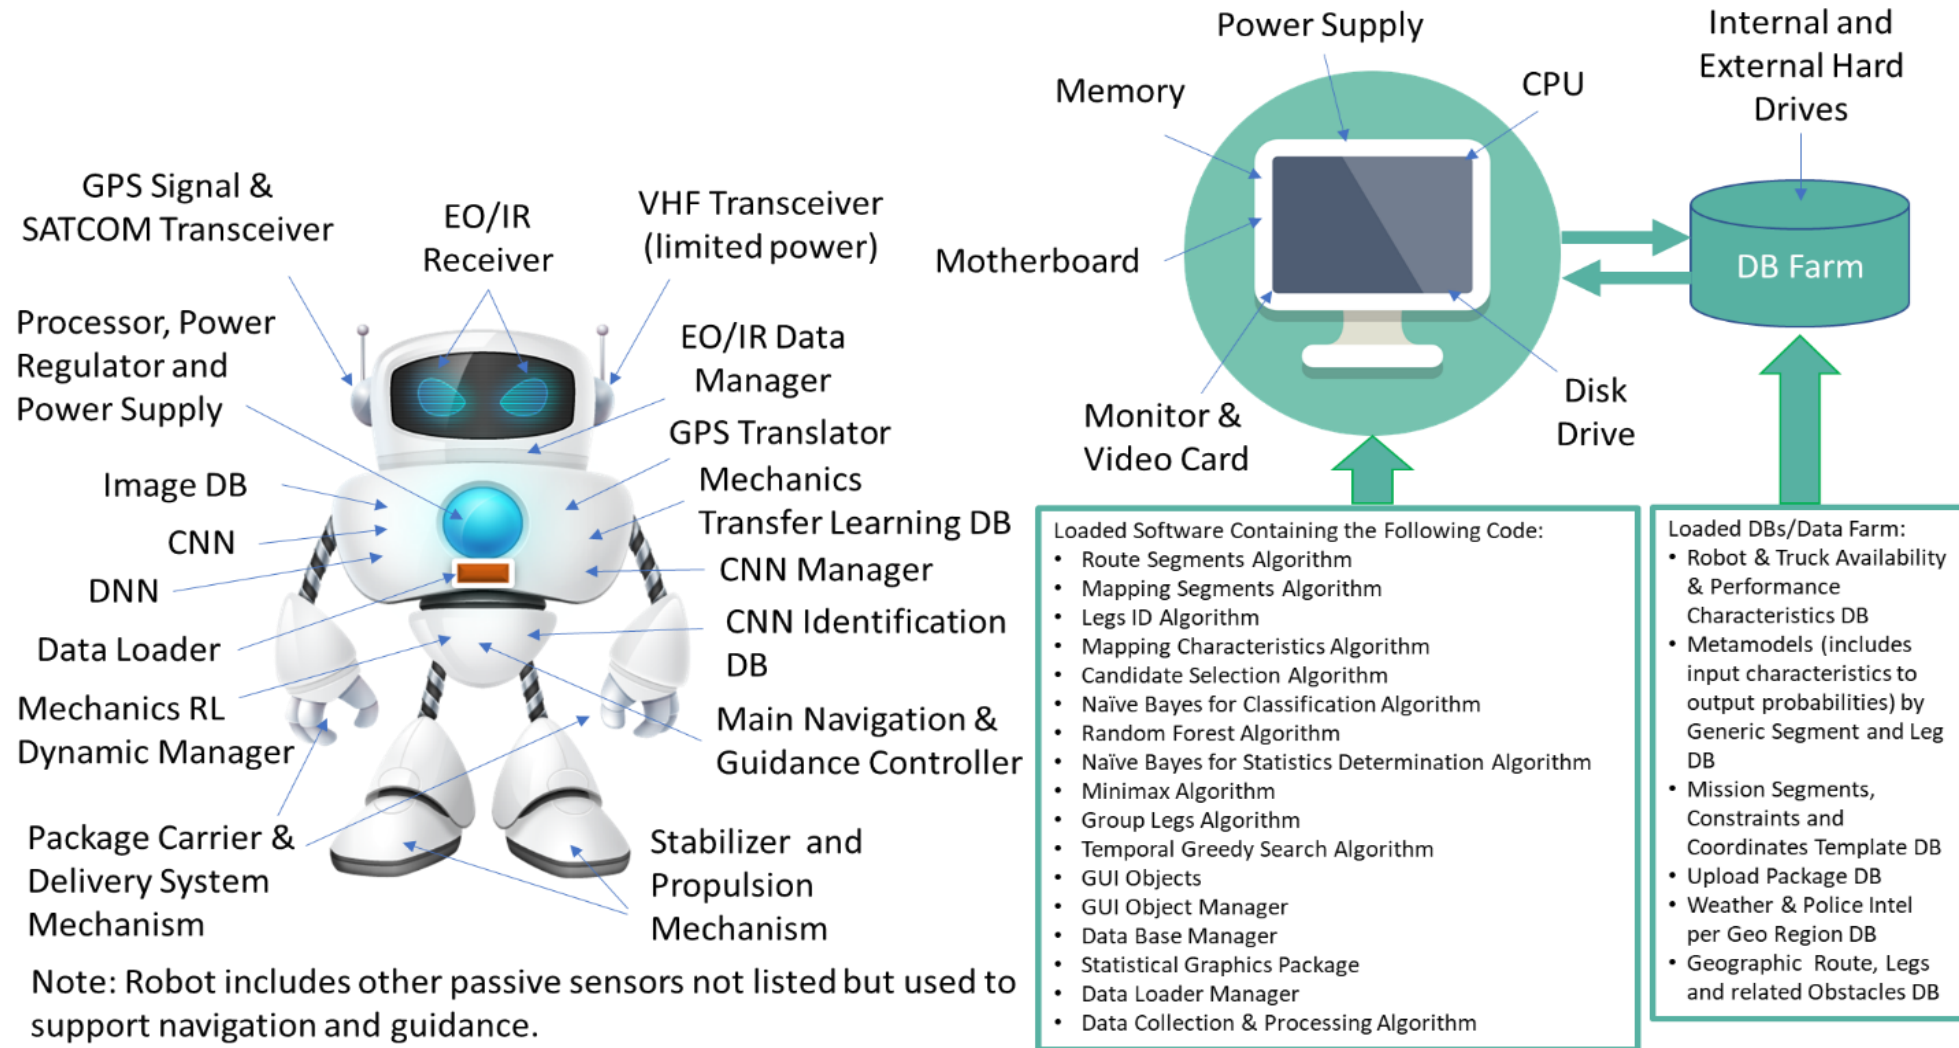 GPS Signal &
SATCOM Transceiver
EO/IR
Receiver
VHF Transceiver
(limited power)
Processor, Power
Regulator and
Power Supply
EO/IR Data
Manager
GPS Translator
Image DB
Mechanics
Transfer Learning DB
CNN
CNN Manager
DNN
CNN Identification
DB
Data Loader
Mechanics RL
Dynamic Manager
Main Navigation &
Guidance Controller
Package Carrier &
Delivery System
Mechanism
Stabilizer and
Propulsion
Mechanism
Note: Robot includes other passive sensors not listed but used to
support navigation and guidance.
Power Supply
Memory
CPU
Motherboard
Monitor &
Video Card
Disk
Drive
Internal and
External Hard
Drives
DB Farm
Loaded Software Containing the Following Code:
• Route Segments Algorithm
• Mapping Segments Algorithm
• Legs ID Algorithm
• Mapping Characteristics Algorithm
• Candidate Selection Algorithm
• Naïve Bayes for Classification Algorithm
• Random Forest Algorithm
• Naïve Bayes for Statistics Determination Algorithm
• Minimax Algorithm
• Group Legs Algorithm
• Temporal Greedy Search Algorithm
• GUI Objects
• GUI Object Manager
• Data Base Manager
• Statistical Graphics Package
• Data Loader Manager
• Data Collection & Processing Algorithm
Loaded DBs/Data Farm:
• Robot & Truck Availability
& Performance
Characteristics DB
• Metamodels (includes
input characteristics to
output probabilities) by
Generic Segment and Leg
DB
• Mission Segments,
Constraints and
Coordinates Template DB
• Upload Package DB
• Weather & Police Intel
per Geo Region DB
• Geographic Route, Legs
and related Obstacles DB